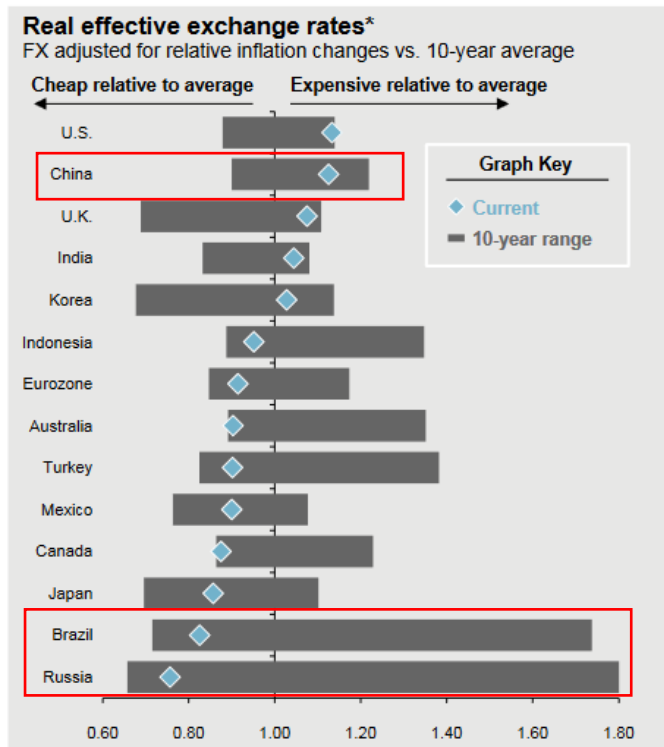 Real effective exchange rates*
FX adjusted for relative inflation changes vs. 10-year average
Cheap relative to average
Expensive relative to average
U.S.
China
Graph Key
U.K.
Current
10-year range
India
Korea
Indonesia
Eurozone
Australia
Turkey
Mexico
Canada
Japan
Brazil
Russia
0.60 0.80 1.00 1.20 1.40 1.60 1.80